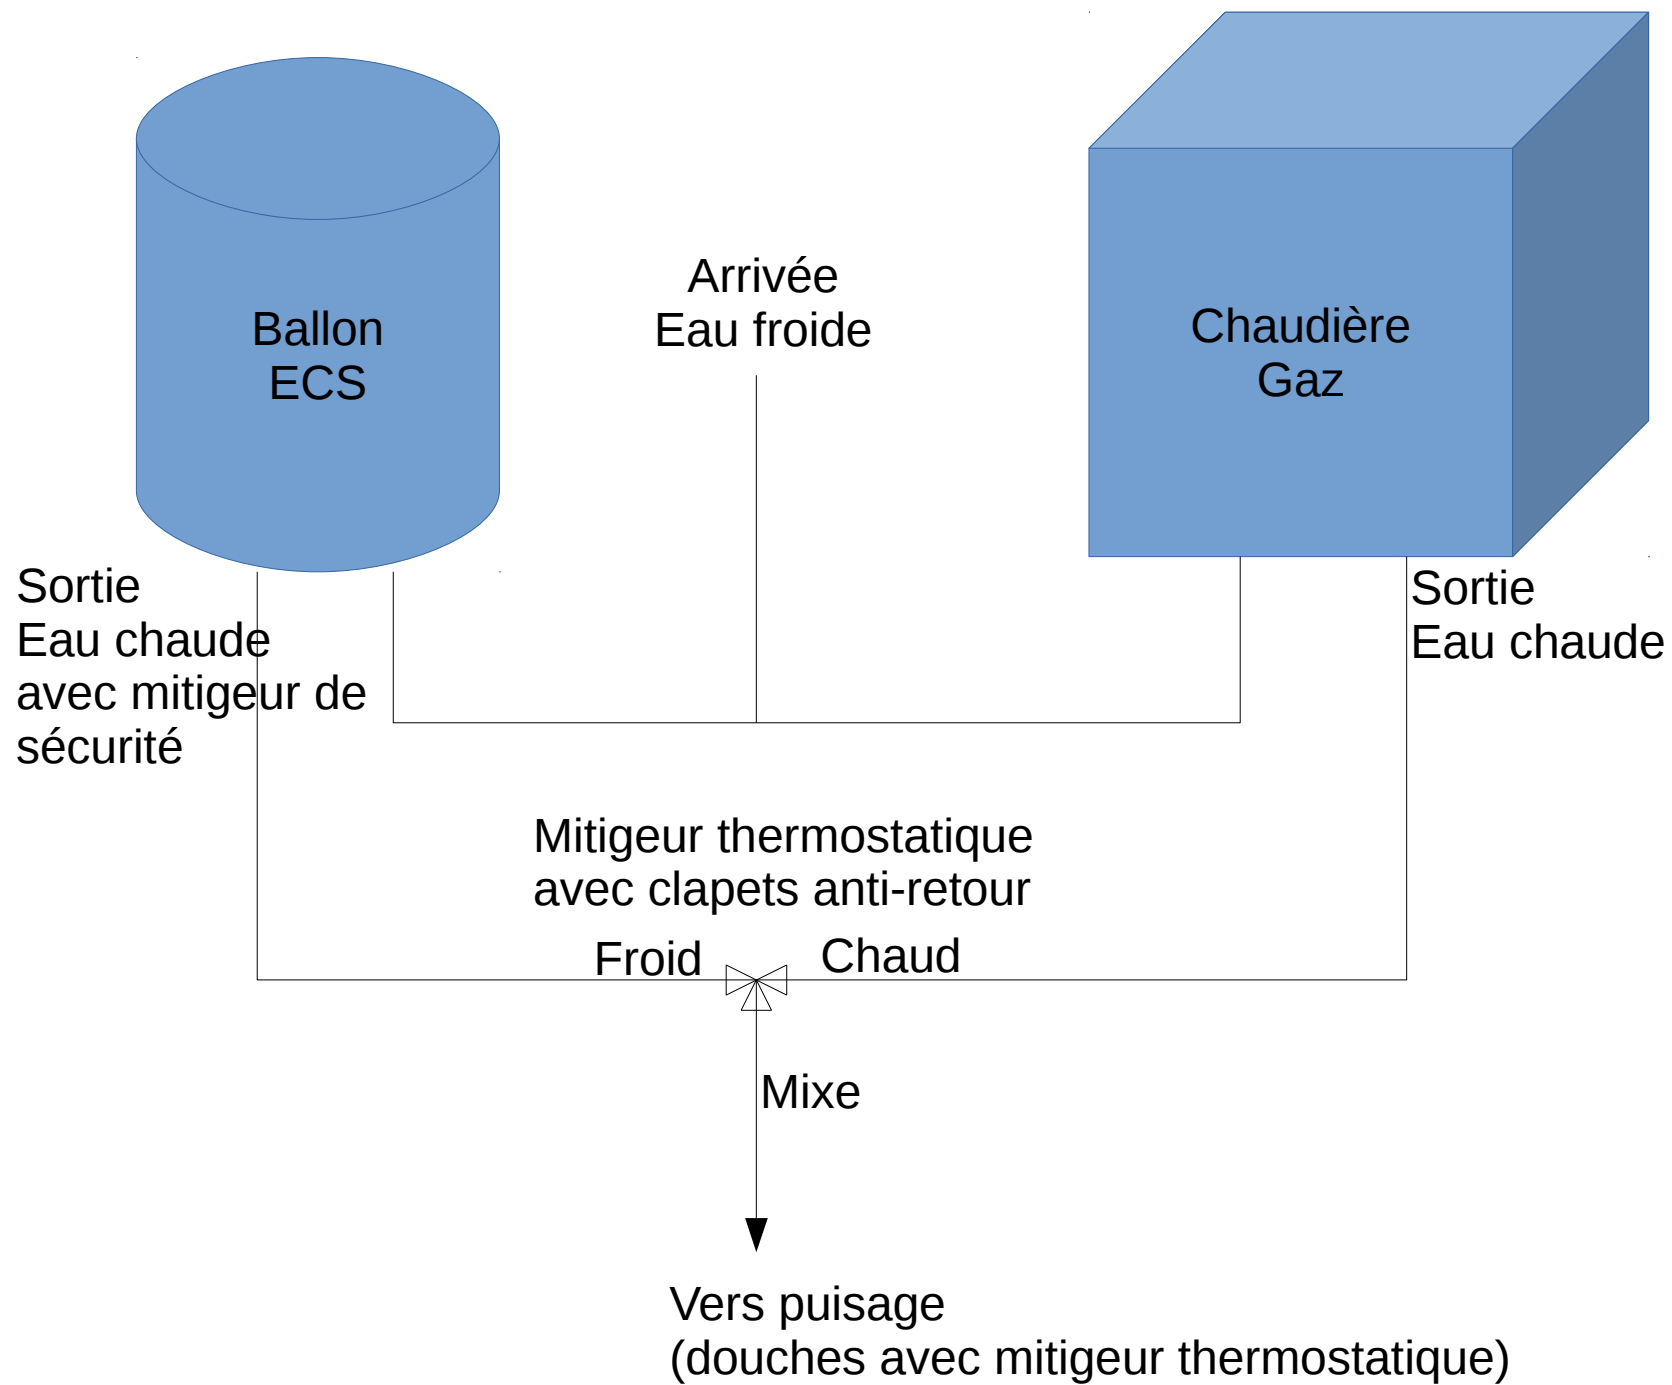 Ballon
ECS
Arrivée
Eau froide
Chaudière
Gaz
Sortie
Eau chaude
avec mitigeur de
sécurité
Sortie
Eau chaude
Mitigeur thermostatique
avec clapets anti-retour
Froid
Chaud
Mixe
Vers puisage
(douches avec mitigeur thermostatique)